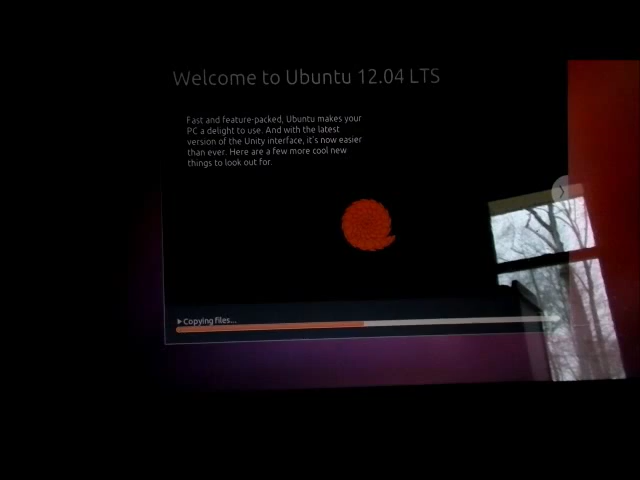 Welcome to Ubuntu 12.04 LTS
Fast and feature-packed, Ubuntu makes your
PC a delight to use. And with the latest
version of the Unity interface, it's now easier
than ever. Here are a few more cool new
things to look out for.
Copying files...